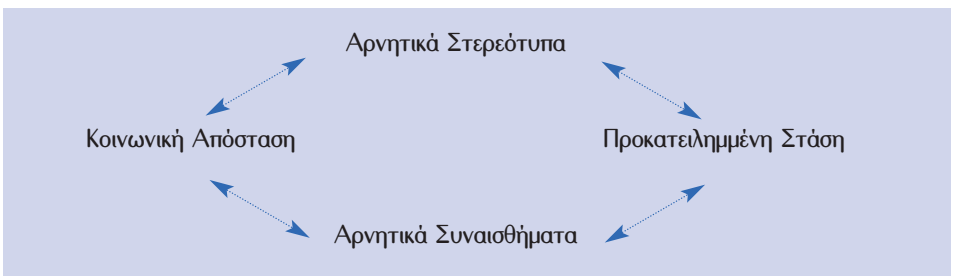 Αρνητικά Στερεότυπα
Κοινωνική Απόσταση Προκατειλημμένη Στάση
Αρνητικά Συναισθήματα